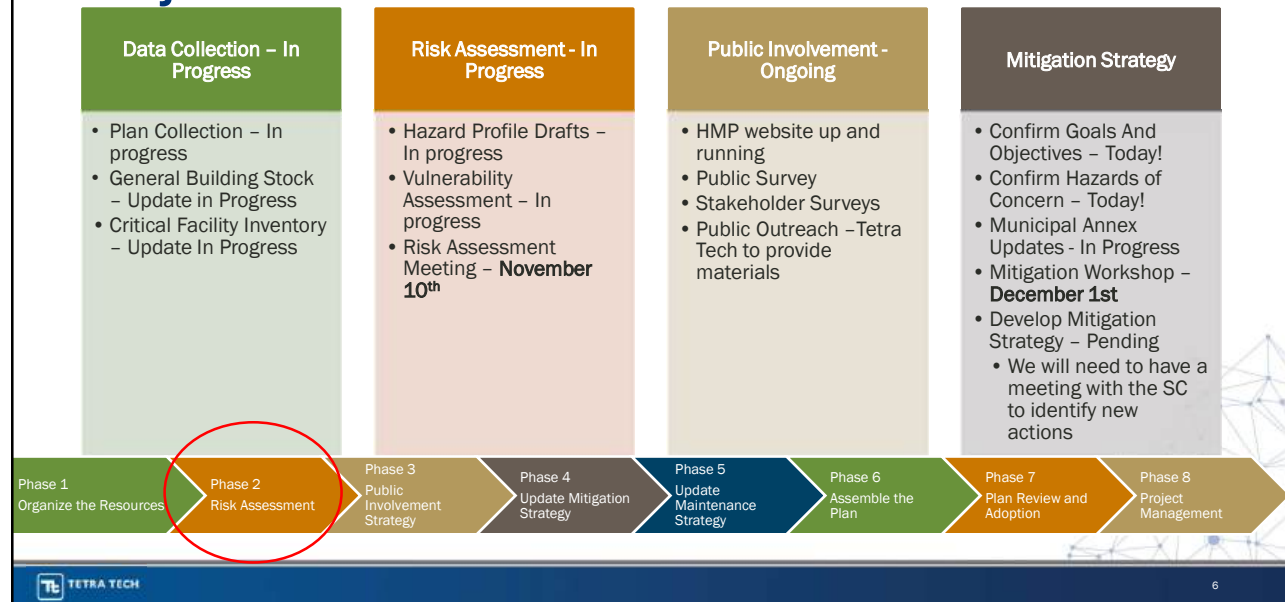 Data Collection – In
Progress
• Plan Collection – In
progress
• General Building Stock
– Update in Progress
• Critical Facility Inventory
– Update In Progress
Risk Assessment - In
Progress
• Hazard Profile Drafts –
In progress
• Vulnerability
Assessment – In
progress
• Risk Assessment
Meeting – November
10th
Public Involvement -
Ongoing
• HMP website up and
running
• Public Survey
• Stakeholder Surveys
• Public Outreach –Tetra
Tech to provide
materials
Mitigation Strategy
• Confirm Goals And
Objectives – Today!
• Confirm Hazards of
Concern – Today!
• Municipal Annex
Updates - In Progress
• Mitigation Workshop –
December 1st
• Develop Mitigation
Strategy – Pending
• We will need to have a
meeting with the SC
to identify new
actions
Phase 1
Organize the Resources
Phase 2
Risk Assessment
Phase 3
Public
Involvement
Strategy
Phase 4
Update Mitigation
Strategy
Phase 5
Update
Maintenance
Strategy
Phase 6
Assemble the
Plan
Phase 7
Plan Review and
Adoption
Phase 8
Project
Management
TETRA TECH
6